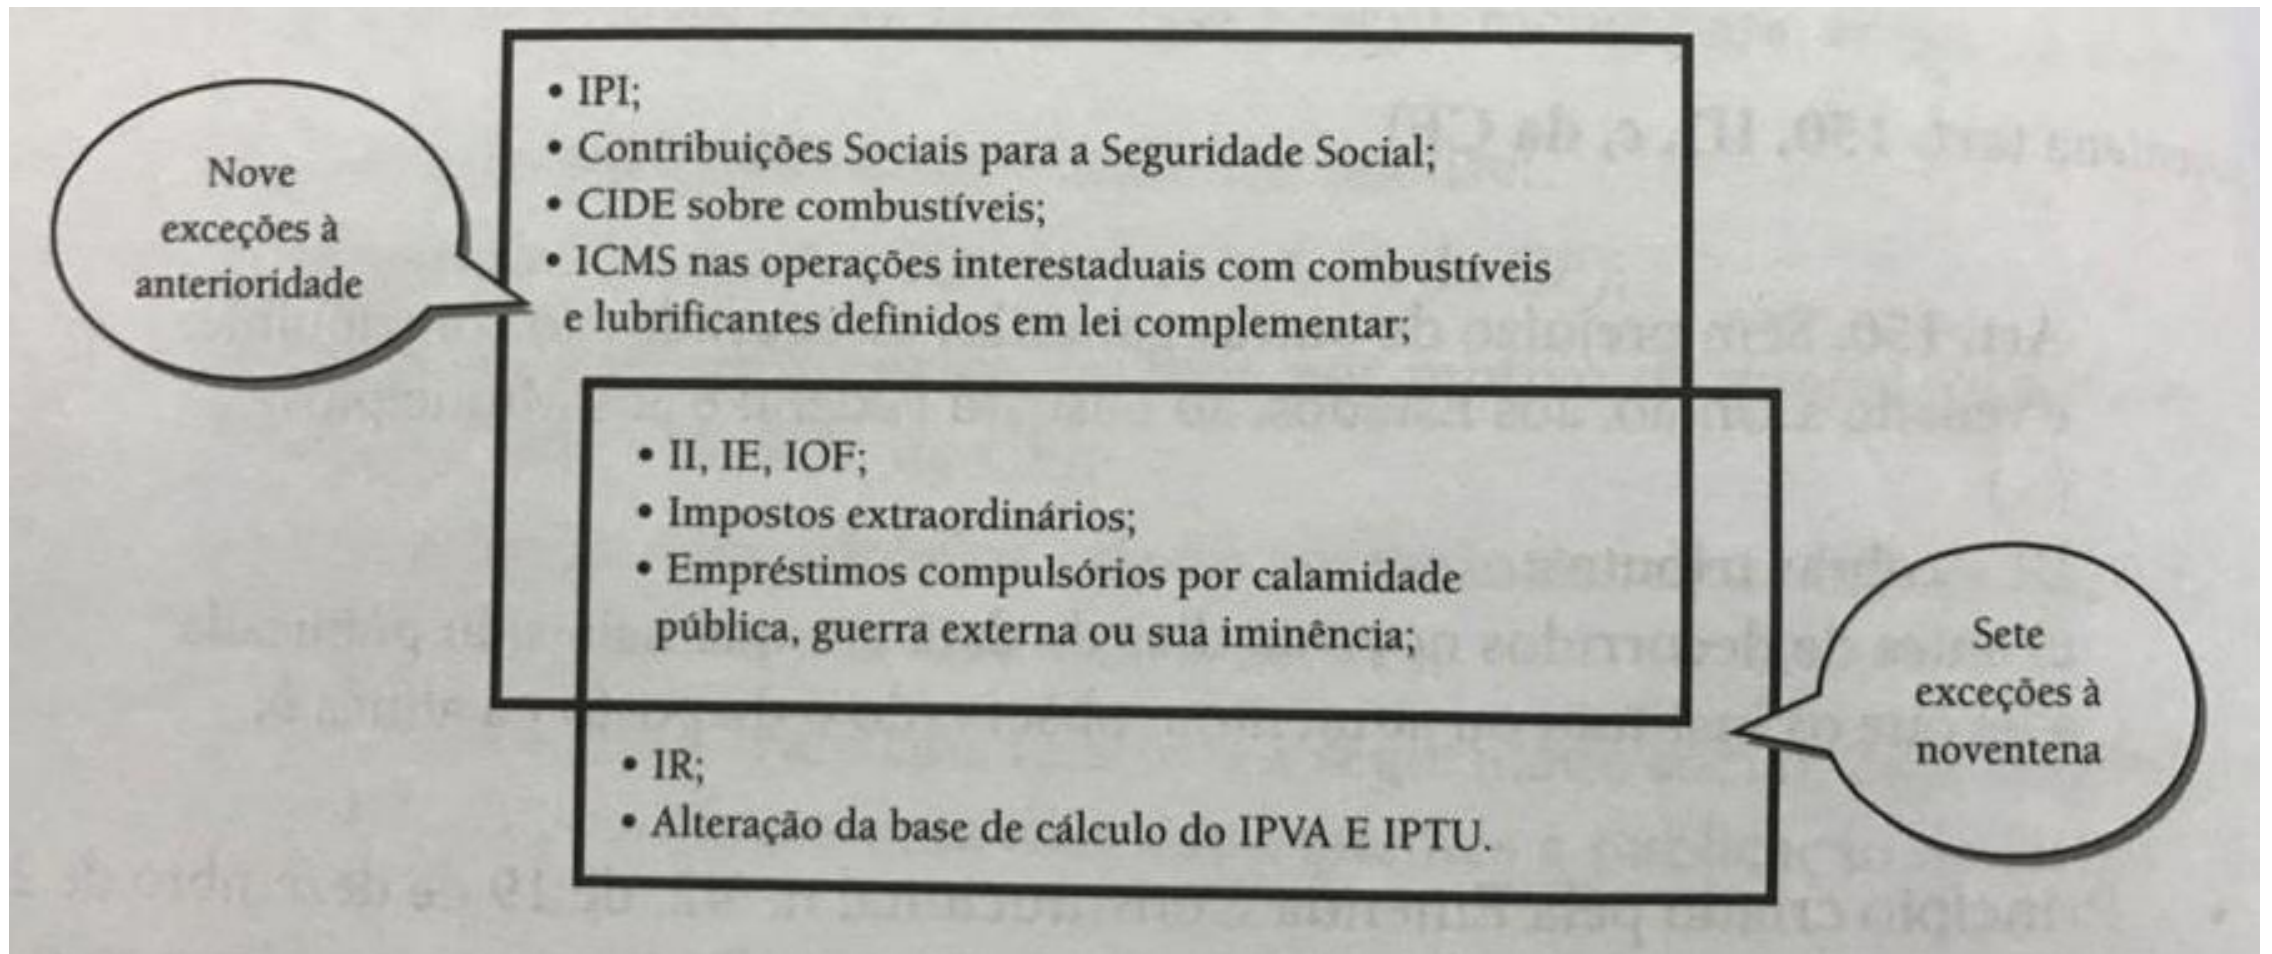 Nove
exceções à
anterioridade
• IPI;
• Contribuições Sociais para a Seguridade Social;
• CIDE sobre combustíveis;
• ICMS nas operações interestaduais com combustíveis
e lubrificantes definidos em lei complementar;
• II, IE, IOF;
• Impostos extraordinários;
• Empréstimos compulsórios por calamidade
pública, guerra externa ou sua iminência;
• IR;
• Alteração da base de cálculo do IPVA E IPTU.
Sete
exceções à
noventena